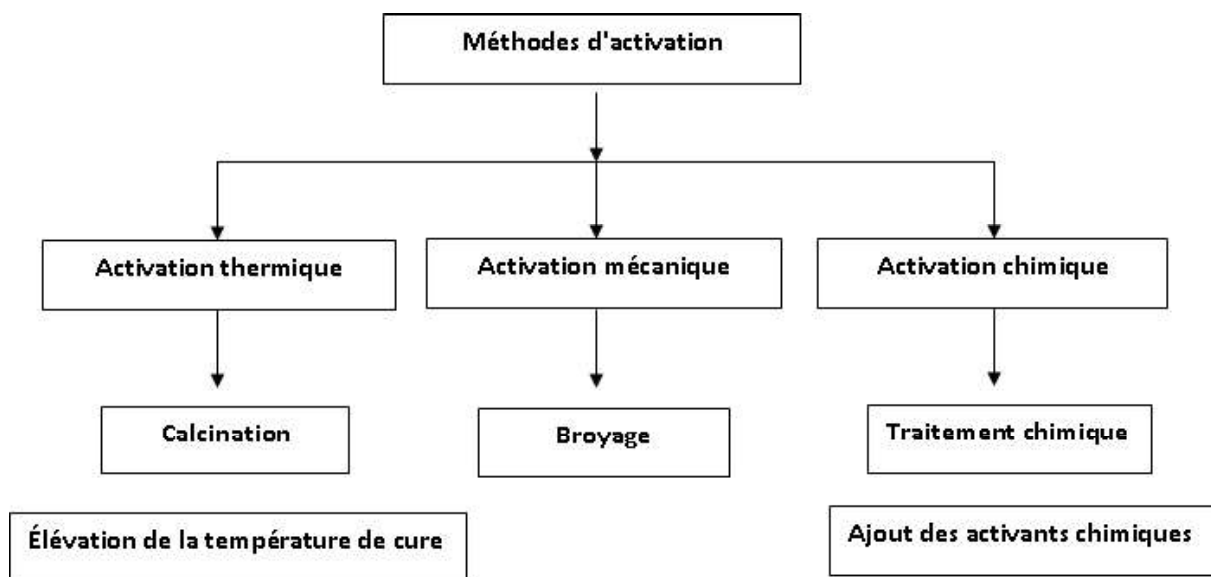 Méthodes d'activation
Activation thermique
Activation mécanique
Activation chimique
Calcination
Broyage
Traitement chimique
Élévation de la température de cure
Ajout des activants chimiques